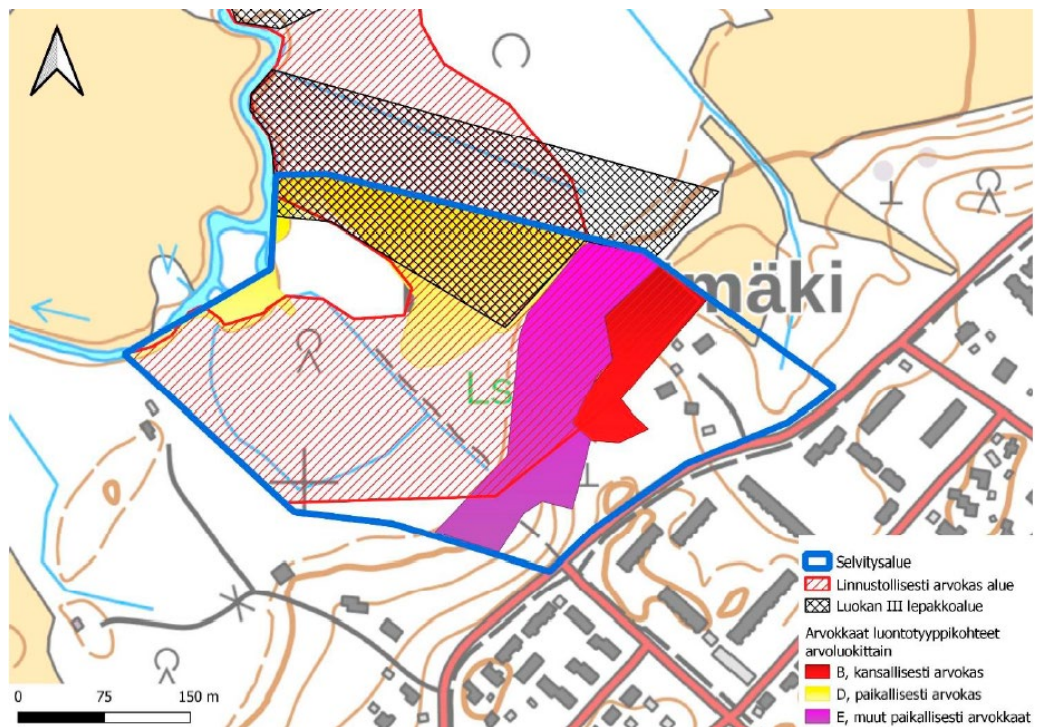 mäki
Ls
Selvitysalue
Linnustollisesti arvokas alue
Luokan III lepakkoalue
Arvokkaat luontotyyppikohteet
arvoluokittain
B, kansallisesti arvokas
D, paikallisesti arvokas
E, muut paikallisesti arvokkaat
0 75 150 m